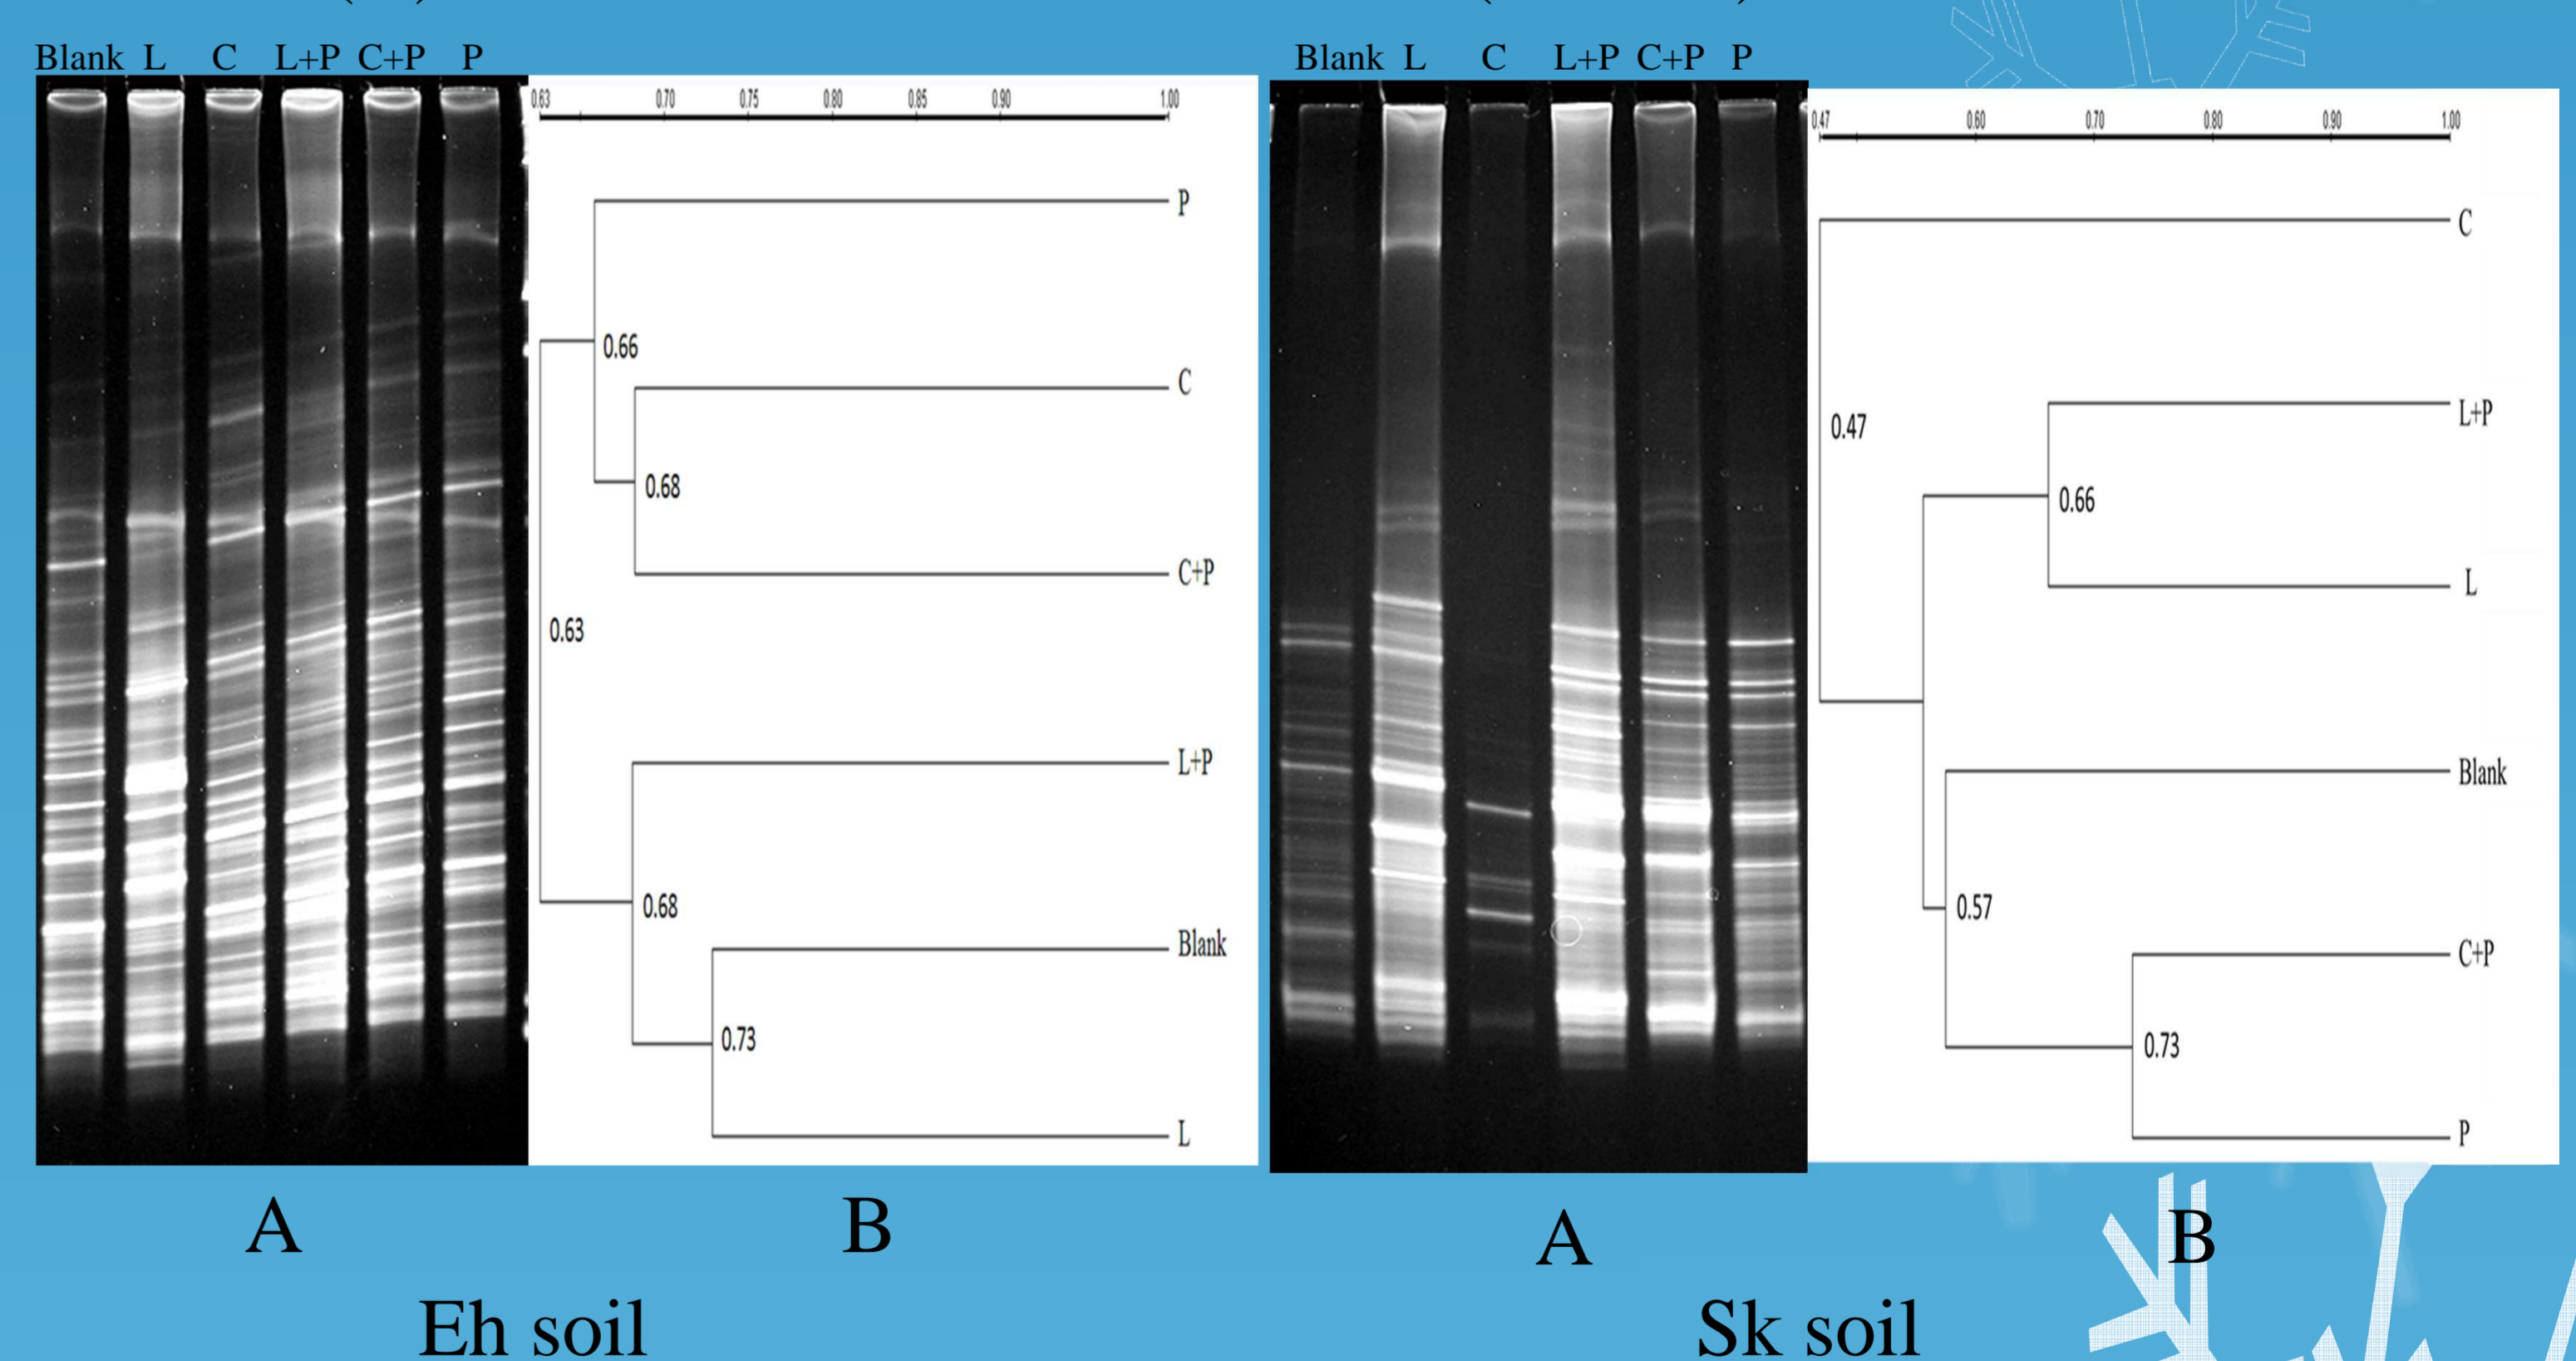 Blank L C L+P C+P P
0.63 0.70 0.75 0.80 0.85 0.90 1.00
P
0.66
C
0.68
C+P
0.63
L+P
0.68
Blank
0.73
L
A
B
Eh soil
Blank L C L+P C+P P
0.47 0.60 0.70 0.80 0.90 1.00
C
L+P
0.47
0.66
L
Blank
0.57
C+P
0.73
P
A
B
Sk soil